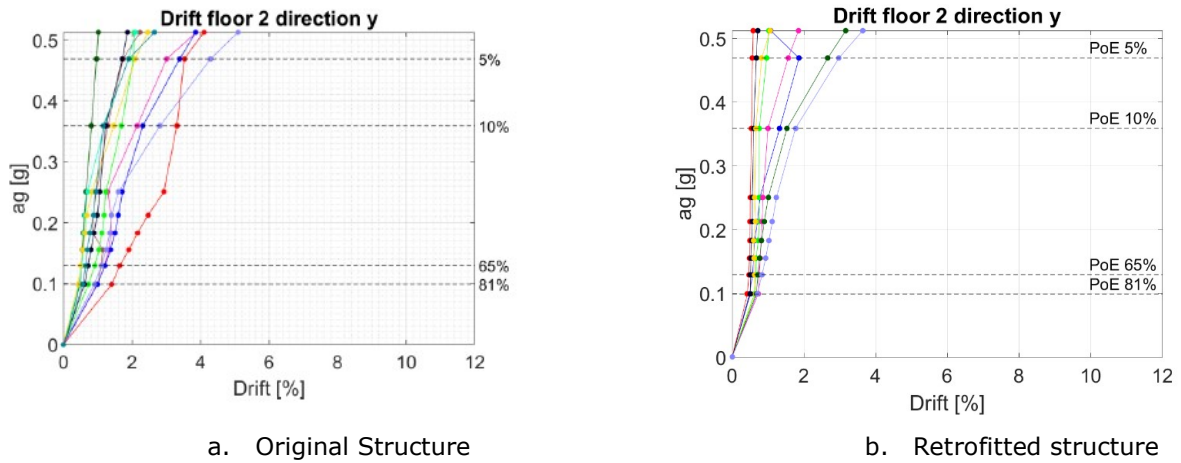 Drift floor 2 direction y
0.5
0.4
0.3
0.2
0.1
0
ag [g]
5%
10%
65%
81%
0 2 4 6 8 10 12
Drift [%]
a. Original Structure
Drift floor 2 direction y
0.5
0.4
0.3
0.2
0.1
0
ag [g]
PoE 5%
PoE 10%
PoE 65%
PoE 81%
0 2 4 6 8 10 12
Drift [%]
b. Retrofitted structure